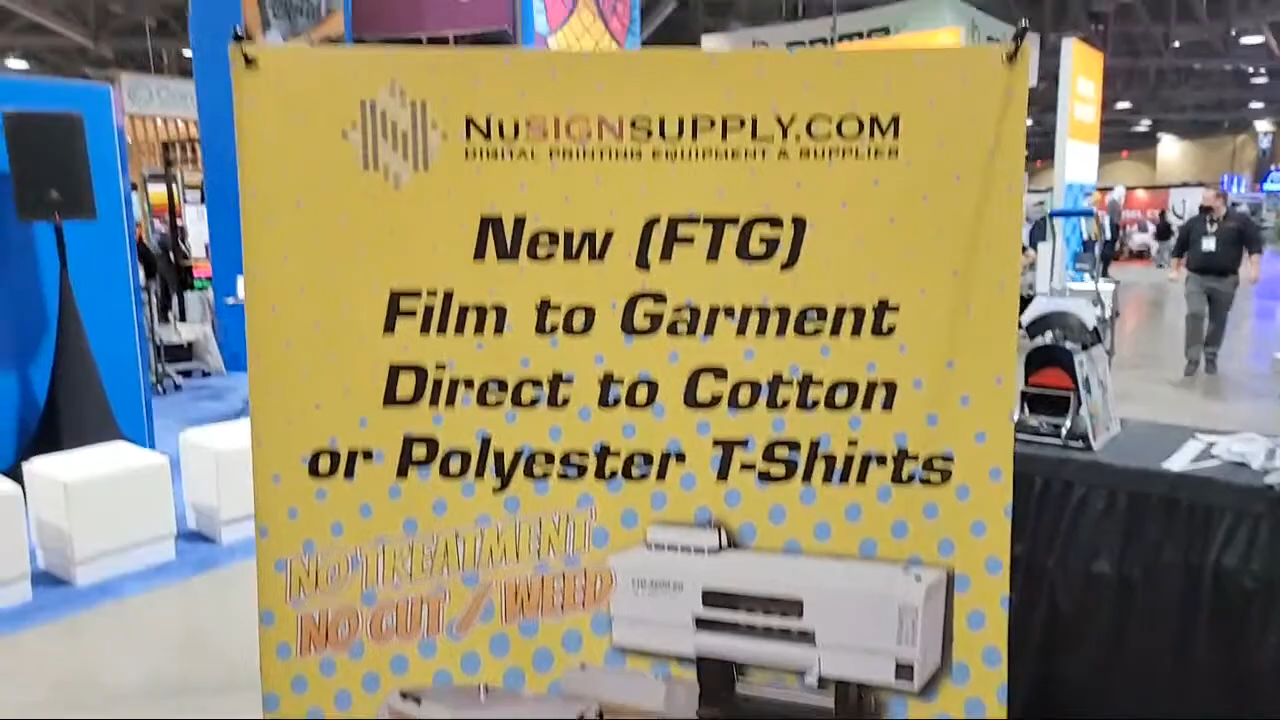 NUSIGNSUPPLY.COM
DIGITAL PRINTING EQUIPMENT & SUPPLIES
New (FTG)
Film to Garment
Direct to Cotton
or Polyester T-Shirts
NO TREATMENT
NO CUT / WEED